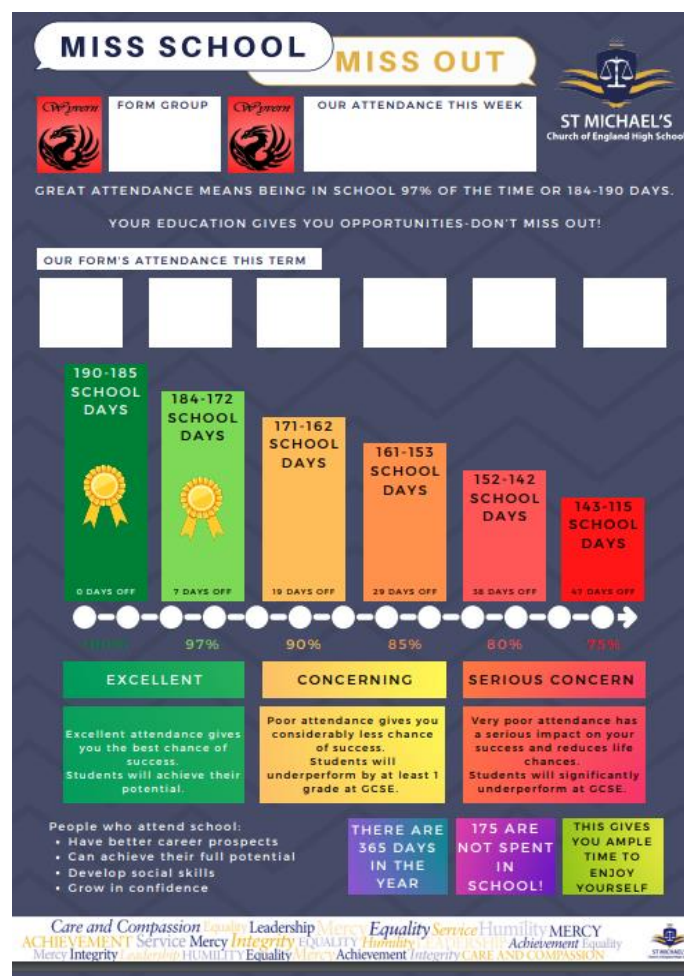 MISS SCHOOL
MISS OUT
ST MICHAEL'S
Church of England High School
Wyvern
FORM GROUP
Wyvern
OUR ATTENDANCE THIS WEEK
GREAT ATTENDANCE MEANS BEING IN SCHOOL 97% OF THE TIME OR 184-190 DAYS.
YOUR EDUCATION GIVES YOU OPPORTUNITIES-DON'T MISS OUT!
OUR FORM'S ATTENDANCE THIS TERM
190-185
SCHOOL
DAYS
0 DAYS OFF
184-172
SCHOOL
DAYS
7 DAYS OFF
171-162
SCHOOL
DAYS
19 DAYS OFF
161-153
SCHOOL
DAYS
29 DAYS OFF
152-142
SCHOOL
DAYS
38 DAYS OFF
143-115
SCHOOL
DAYS
47 DAYS OFF
100%
97%
90%
85%
80%
75%
EXCELLENT
CONCERNING
SERIOUS CONCERN
Excellent attendance gives
you the best chance of
success.
Students will achieve their
potential.
Poor attendance gives you
considerably less chance
of success.
Students will
underperform by at least 1
grade at GCSE.
Very poor attendance has
a serious impact on your
success and reduces life
chances.
Students will significantly
underperform at GCSE.
People who attend school:
• Have better career prospects
• Can achieve their full potential
• Develop social skills
• Grow in confidence
THERE ARE
365 DAYS
IN THE
YEAR
175 ARE
NOT SPENT
IN
SCHOOL!
THIS GIVES
YOU AMPLE
TIME TO
ENJOY
YOURSELF
Care and Compassion Equality Leadership Mercy Equality Service Humility MERCY
ACHIEVEMENT Service Mercy Integrity EQUALITY Humility LEADERSHIP Achievement Equality
Mercy Integrity Leadership HUMILITY Equality Mercy Achievement Integrity CARE AND COMPASSION
ST MICHAEL'S